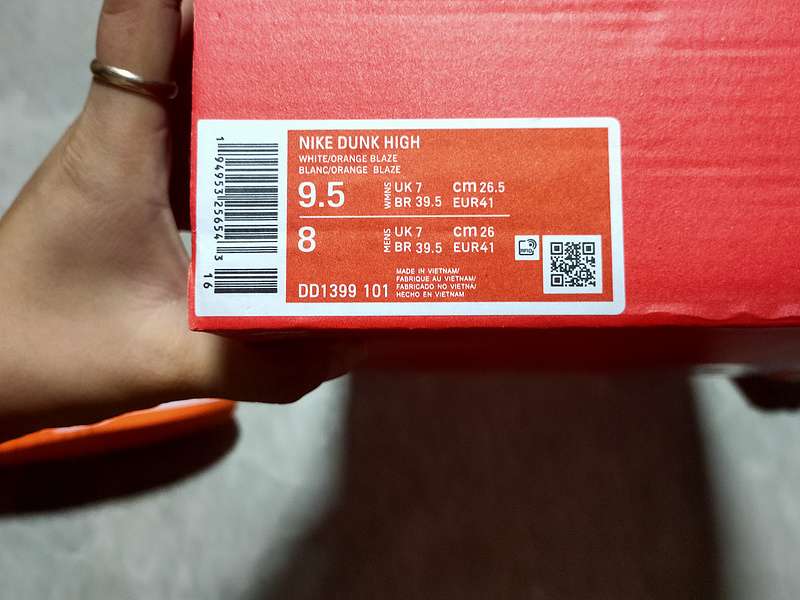 NIKE DUNK HIGH
WHITE/ORANGE BLAZE
BLANC/ORANGE BLAZE
9.5 WMNS UK 7 cm 26.5
BR 39.5 EUR41
8 MENS UK 7 cm 26
BR 39.5 EUR41
RFID
DD1399 101
MADE IN VIETNAM/
FABRIQUE AU VIETNAM/
FABRICADO NO VIETNÃ/
HECHO EN VIETNAM
1 94953 25654 3
16